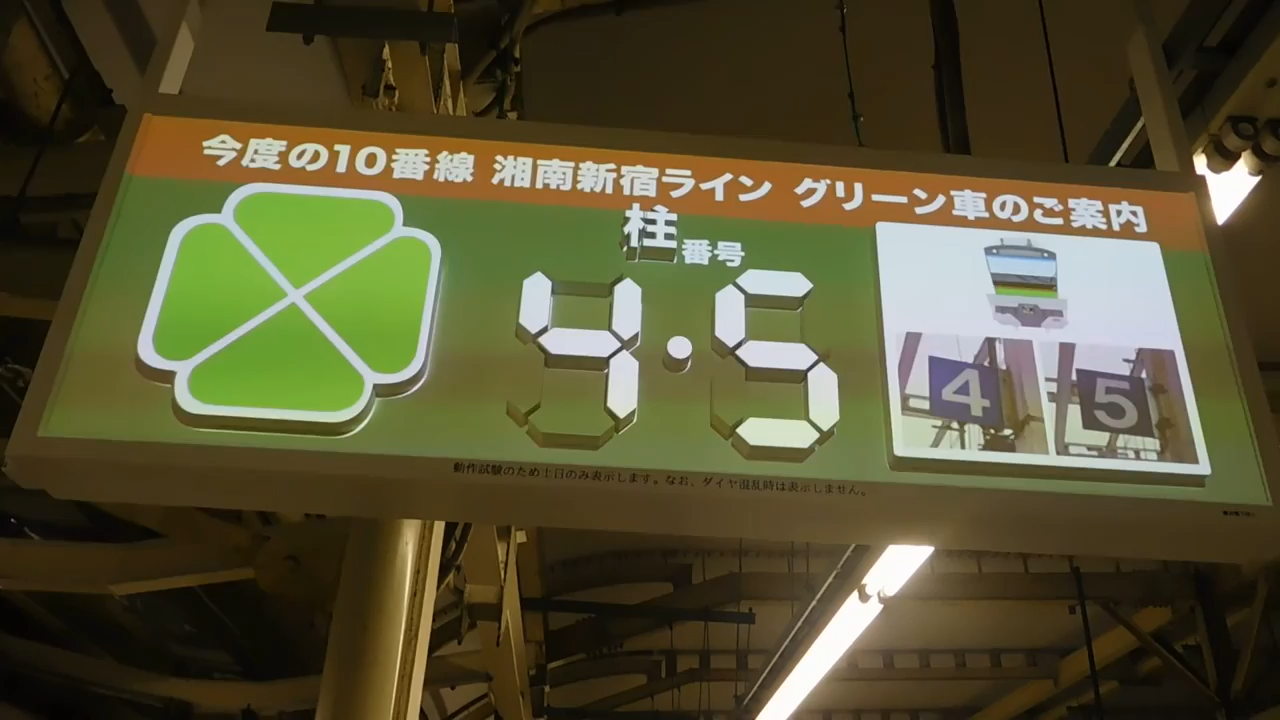 今度の10番線 湘南新宿ライン グリーン車のご案内
柱番号
4・5
4 5
動作試験のため土日のみ表示します。なお、ダイヤ混乱時は表示しません。